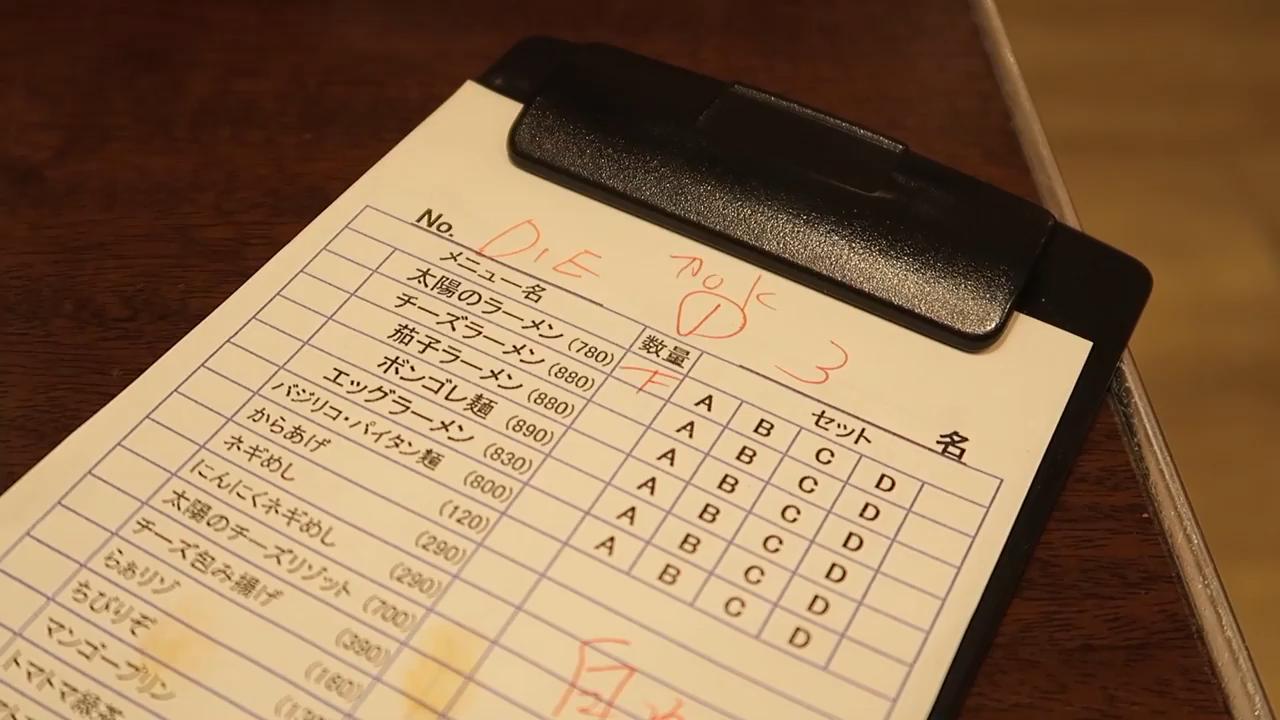 No. DIE ↑OK ① 3 名
メニュー名 数量 セット
太陽のラーメン (780) 下 A B C D
チーズラーメン (880) A B C D
茄子ラーメン (880) A B C D
ボンゴレ麺 (890) A B C D
エッグラーメン (830) A B C D
バジリコ・パイタン麺 (800) A B C D
からあげ (120)
ネギめし (290)
にんにくネギめし (290)
太陽のチーズリゾット (700)
チーズ包み揚げ (390)
らぁリゾ (160)
ちびりぞ
マンゴープリン
トマトマ緑茶